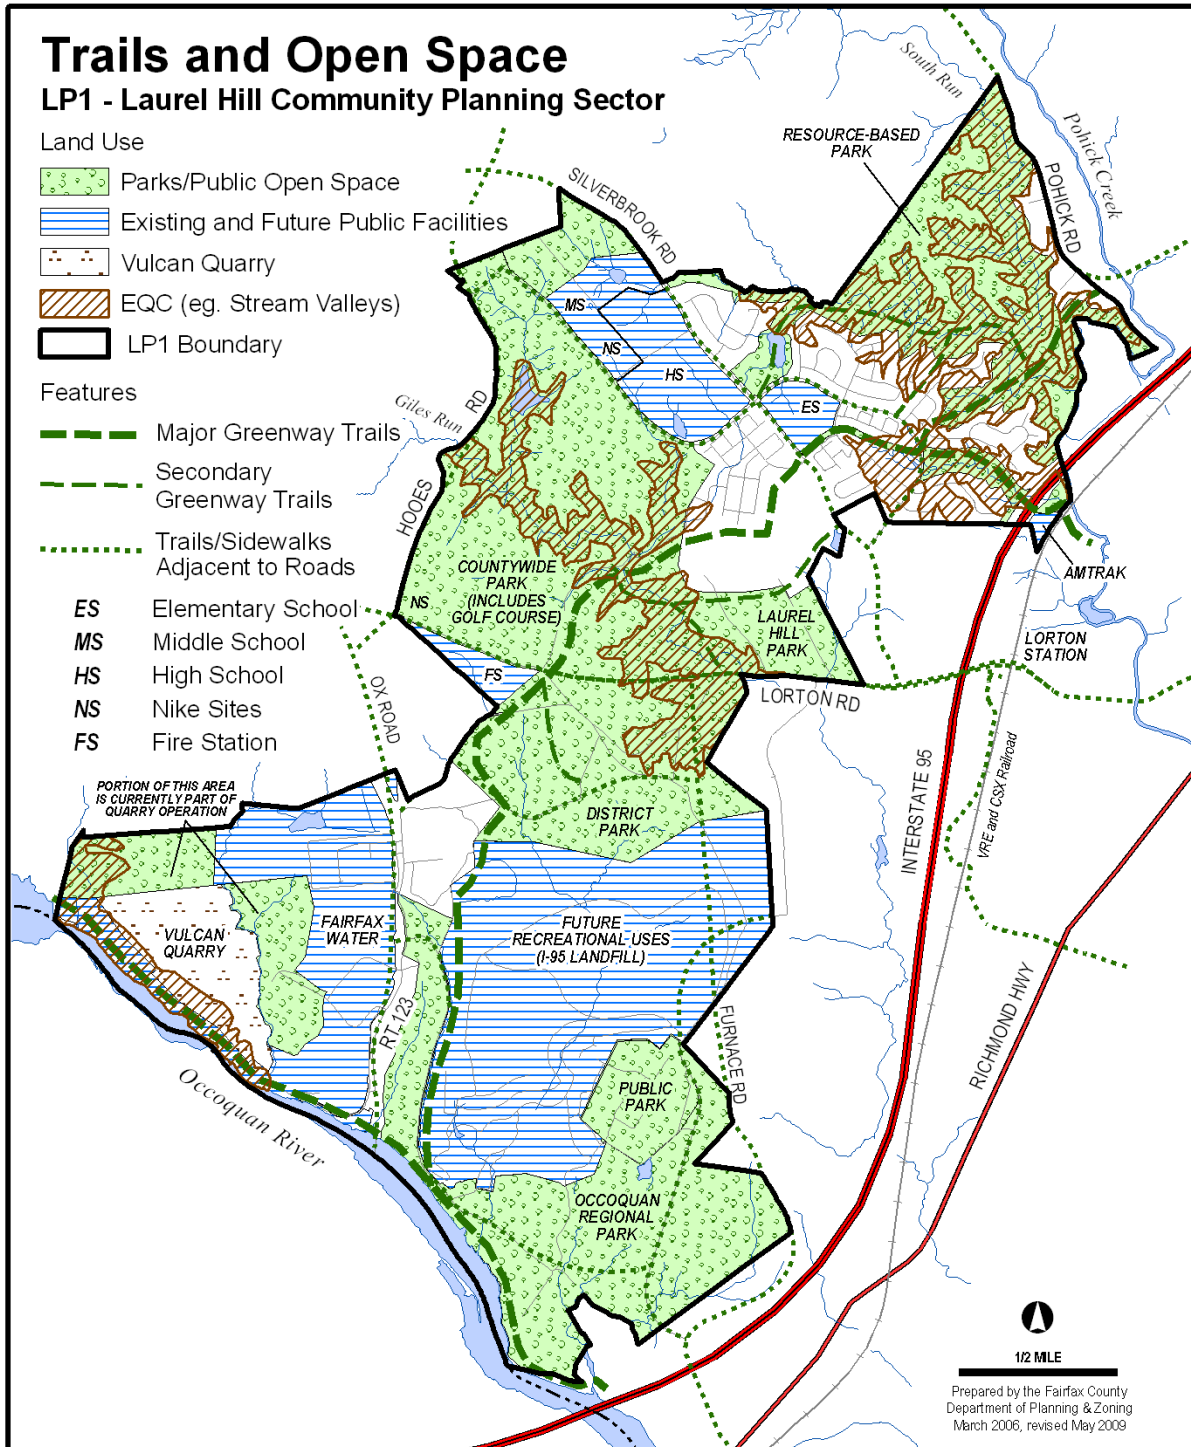 Trails and Open Space
LP1 - Laurel Hill Community Planning Sector
Land Use
Parks/Public Open Space
Existing and Future Public Facilities
Vulcan Quarry
EQC (eg. Stream Valleys)
LP1 Boundary
Features
Major Greenway Trails
Secondary
Greenway Trails
Trails/Sidewalks
Adjacent to Roads
ES Elementary School
MS Middle School
HS High School
NS Nike Sites
FS Fire Station
South Run
Pohick Creek
RESOURCE-BASED
PARK
POHICK RD
SILVERBROOK RD
MS
NS
HS
ES
Giles Run
HOOES RD
COUNTYWIDE
PARK
(INCLUDES
GOLF COURSE)
NS
FS
LAUREL
HILL
PARK
AMTRAK
LORTON
STATION
LORTON RD
OX ROAD
INTERSTATE 95
VRE and CSX Railroad
DISTRICT
PARK
PORTION OF THIS AREA
IS CURRENTLY PART OF
QUARRY OPERATION
VULCAN
QUARRY
FAIRFAX
WATER
FUTURE
RECREATIONAL USES
(I-95 LANDFILL)
RT. 123
FURNACE RD
RICHMOND HWY
PUBLIC
PARK
Occoquan River
OCCOQUAN
REGIONAL
PARK
1/2 MILE
Prepared by the Fairfax County
Department of Planning & Zoning
March 2006, revised May 2009